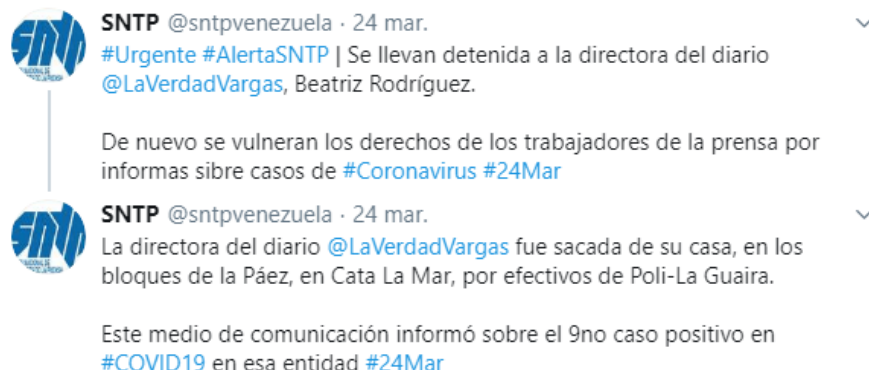 SNTP @sntpvenezuela · 24 mar.
#Urgente #AlertaSNTP | Se llevan detenida a la directora del diario
@LaVerdadVargas, Beatriz Rodríguez.
De nuevo se vulneran los derechos de los trabajadores de la prensa por
informas sibre casos de #Coronavirus #24Mar
SNTP @sntpvenezuela · 24 mar.
La directora del diario @LaVerdadVargas fue sacada de su casa, en los
bloques de la Páez, en Cata La Mar, por efectivos de Poli-La Guaira.
Este medio de comunicación informó sobre el 9no caso positivo en
#COVID19 en esa entidad #24Mar